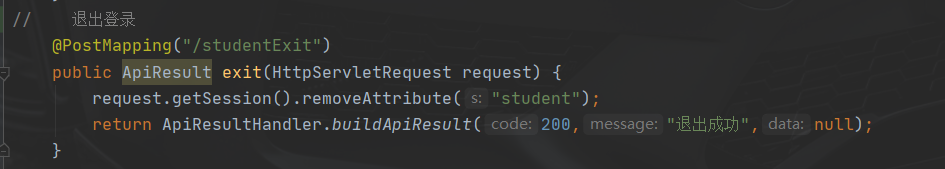 //    退出登录
@PostMapping("/studentExit")
public ApiResult exit(HttpServletRequest request) {
request.getSession().removeAttribute( s: "student");
return ApiResultHandler.buildApiResult( code: 200, message: "退出成功", data: null);
}